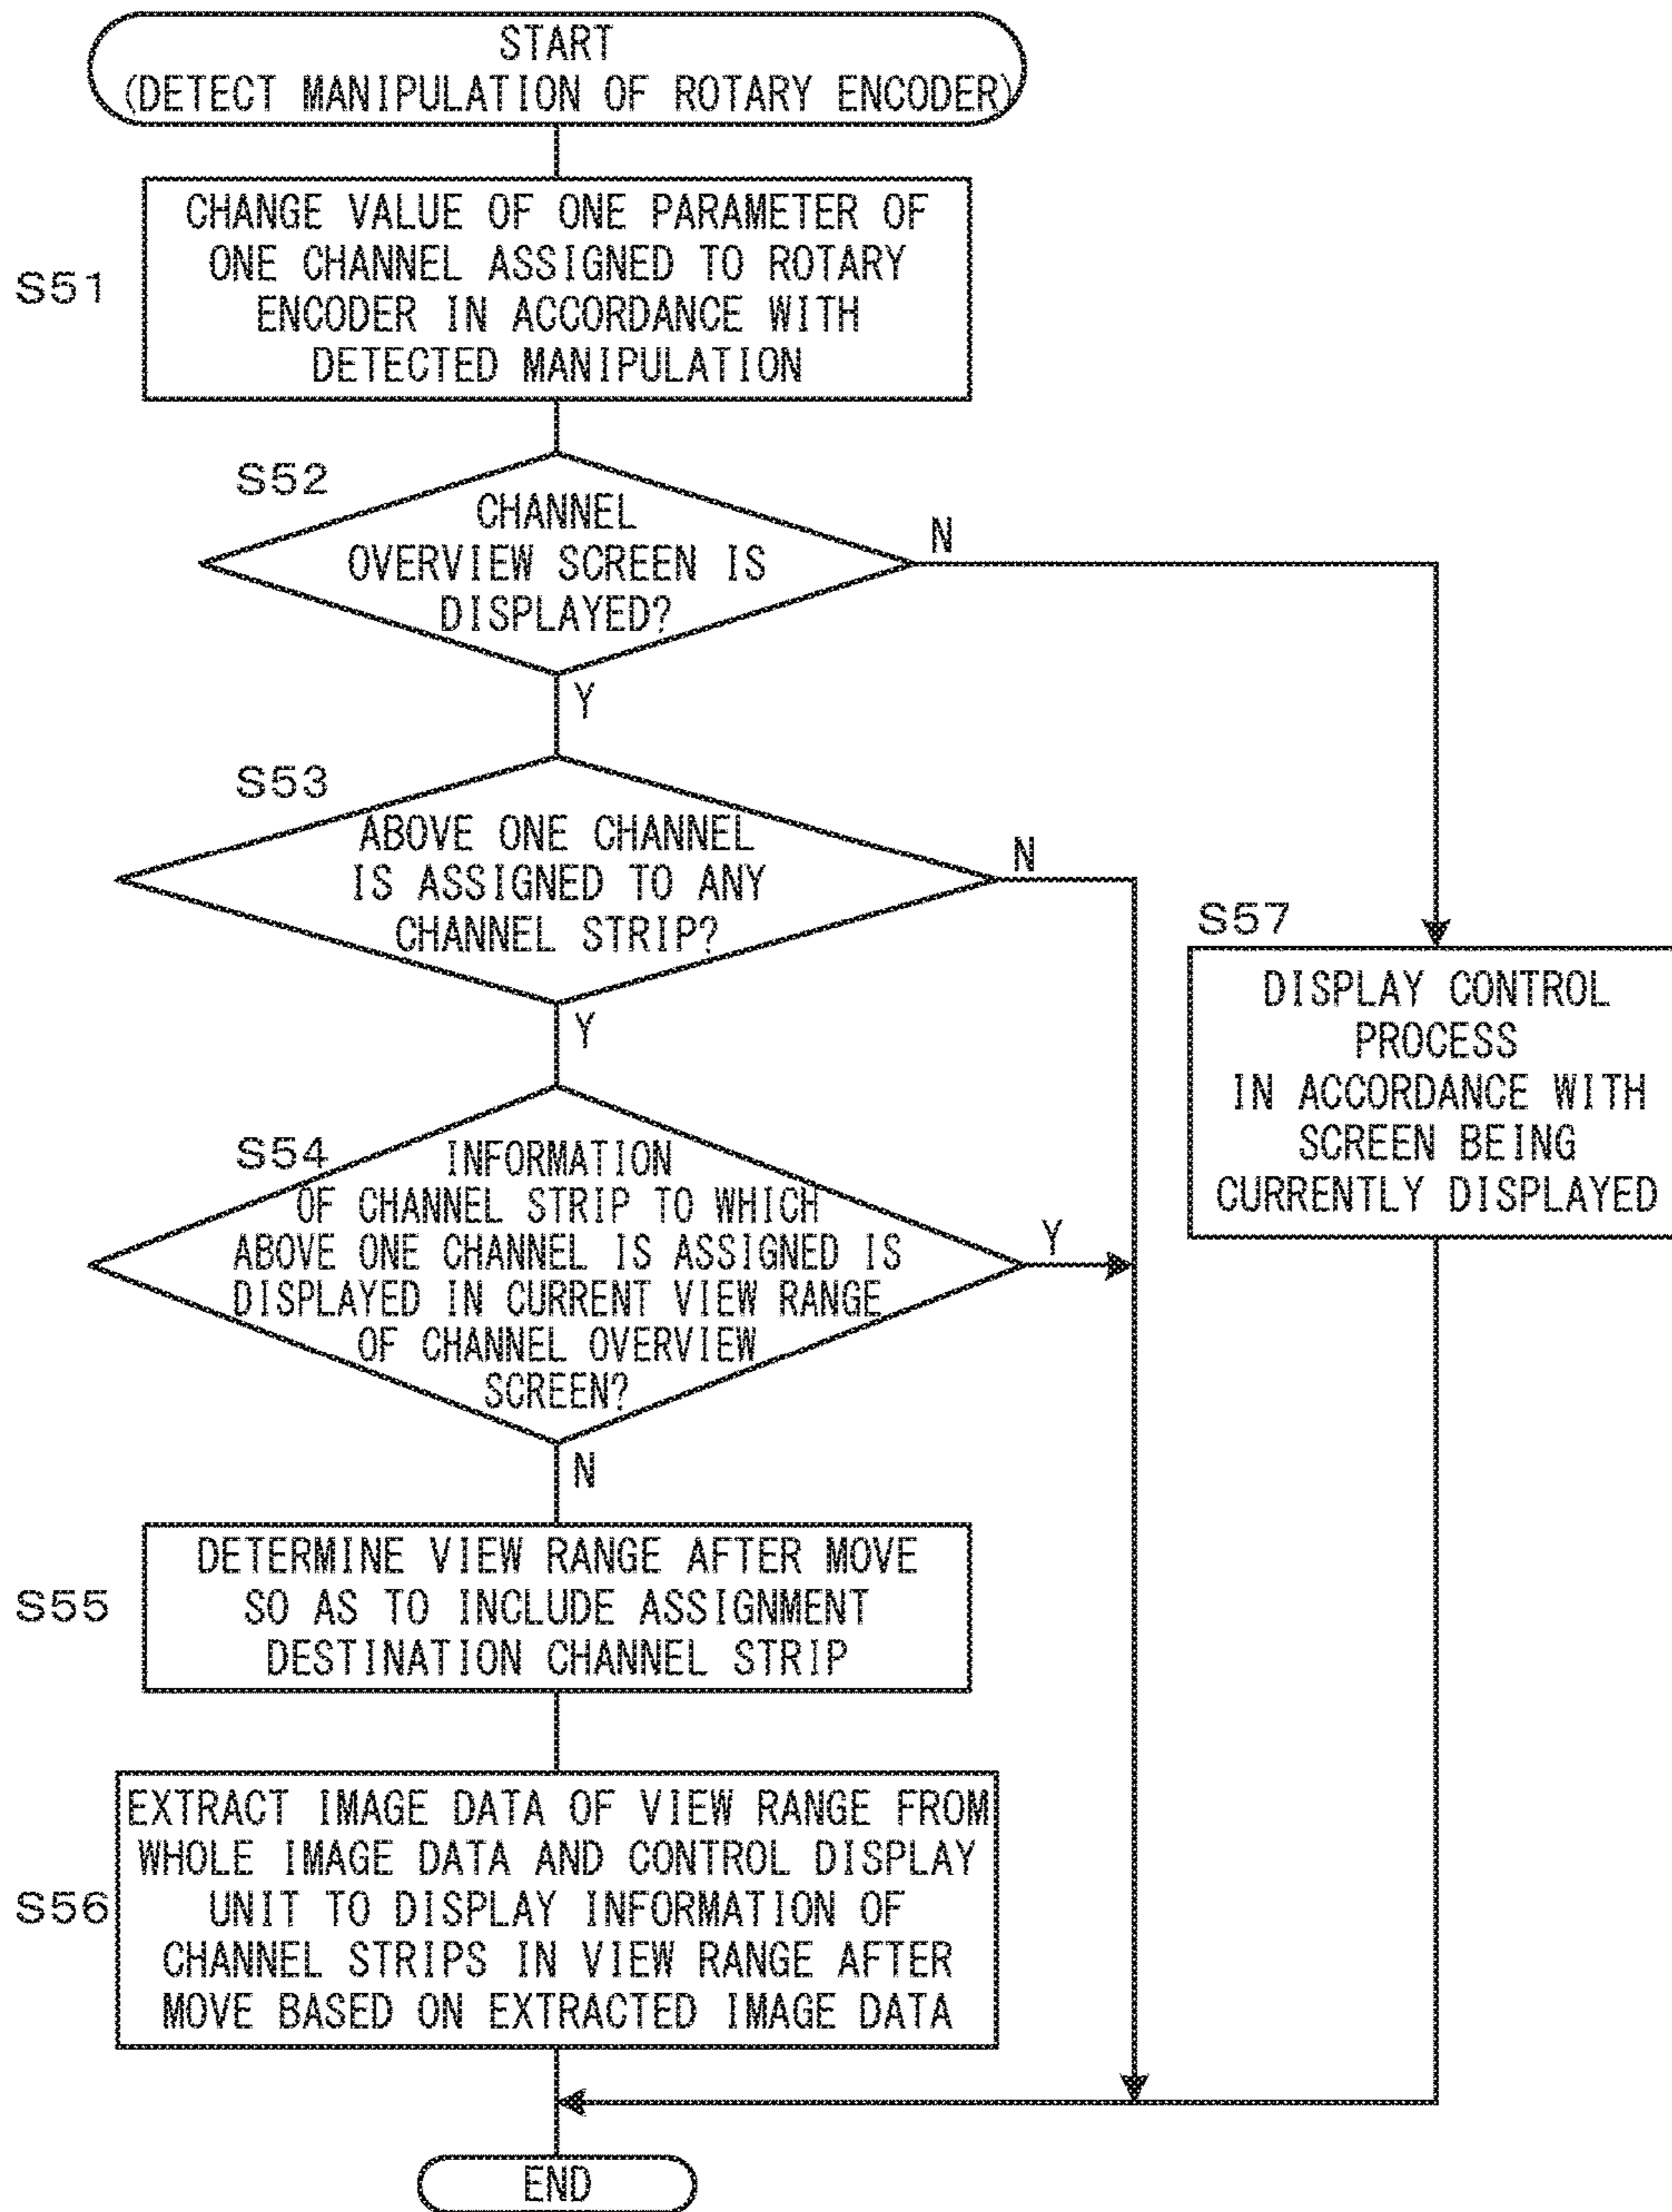 START
(DETECT MANIPULATION OF ROTARY ENCODER)
S51
CHANGE VALUE OF ONE PARAMETER OF
ONE CHANNEL ASSIGNED TO ROTARY
ENCODER IN ACCORDANCE WITH
DETECTED MANIPULATION
S52
CHANNEL
OVERVIEW SCREEN IS
DISPLAYED?
N
Y
S53
ABOVE ONE CHANNEL
IS ASSIGNED TO ANY
CHANNEL STRIP?
N
Y
S57
DISPLAY CONTROL
PROCESS
IN ACCORDANCE WITH
SCREEN BEING
CURRENTLY DISPLAYED
S54
INFORMATION
OF CHANNEL STRIP TO WHICH
ABOVE ONE CHANNEL IS ASSIGNED IS
DISPLAYED IN CURRENT VIEW RANGE
OF CHANNEL OVERVIEW
SCREEN?
Y
N
S55
DETERMINE VIEW RANGE AFTER MOVE
SO AS TO INCLUDE ASSIGNMENT
DESTINATION CHANNEL STRIP
S56
EXTRACT IMAGE DATA OF VIEW RANGE FROM
WHOLE IMAGE DATA AND CONTROL DISPLAY
UNIT TO DISPLAY INFORMATION OF
CHANNEL STRIPS IN VIEW RANGE AFTER
MOVE BASED ON EXTRACTED IMAGE DATA
END